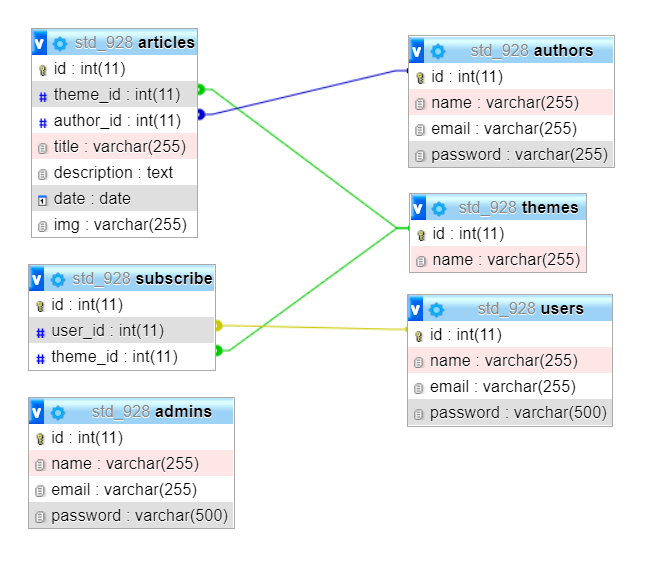 v std_928 articles
id : int(11)
# theme_id : int(11)
# author_id : int(11)
title : varchar(255)
description : text
date : date
img : varchar(255)
v std_928 subscribe
id : int(11)
# user_id : int(11)
# theme_id : int(11)
v std_928 admins
id : int(11)
name : varchar(255)
email : varchar(255)
password : varchar(500)
v std_928 authors
id : int(11)
name : varchar(255)
email : varchar(255)
password : varchar(255)
v std_928 themes
id : int(11)
name : varchar(255)
v std_928 users
id : int(11)
name : varchar(255)
email : varchar(255)
password : varchar(500)